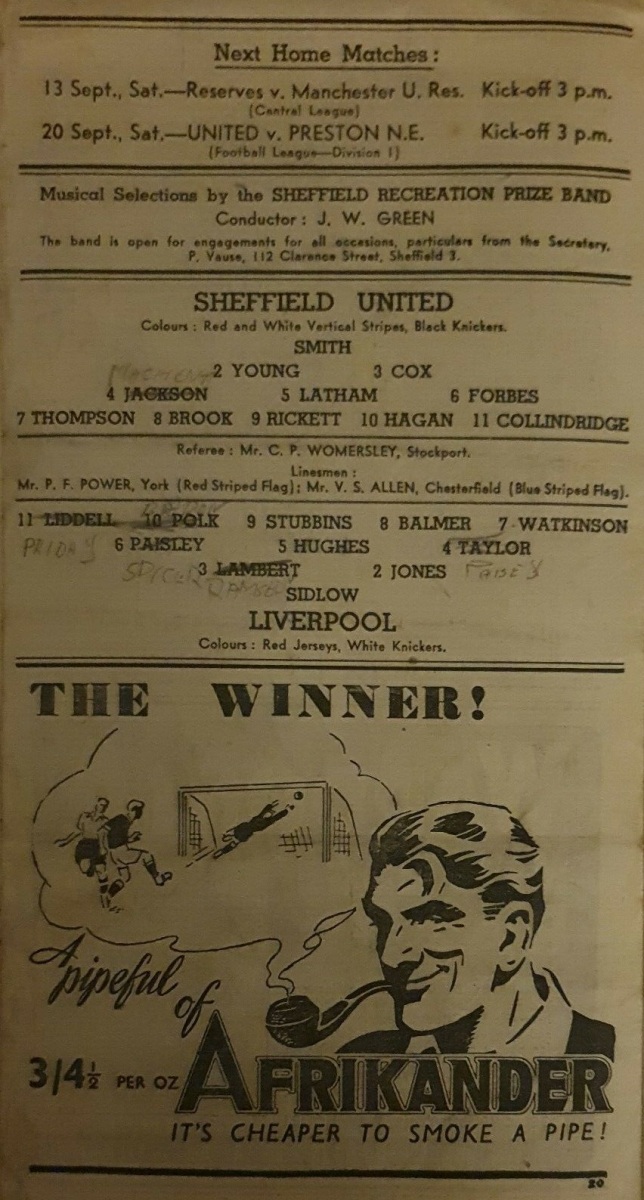 Next Home Matches:
13 Sept., Sat.—Reserves v. Manchester U. Res. Kick-off 3 p.m.
(Central League)
20 Sept., Sat.—UNITED v. PRESTON N.E. Kick-off 3 p.m.
(Football League—Division 1)
Musical Selections by the SHEFFIELD RECREATION PRIZE BAND
Conductor: J. W. GREEN
The band is open for engagements for all occasions, particulars from the Secretary,
P. Vause, 112 Clarence Street, Sheffield 3.
SHEFFIELD UNITED
Colours: Red and White Vertical Stripes, Black Knickers.
SMITH
2 YOUNG 3 COX
4 JACKSON 5 LATHAM 6 FORBES
7 THOMPSON 8 BROOK 9 RICKETT 10 HAGAN 11 COLLINDRIDGE
Referee: Mr. C. P. WOMERSLEY, Stockport.
Linesmen:
Mr. P. F. POWER, York (Red Striped Flag); Mr. V. S. ALLEN, Chesterfield (Blue Striped Flag).
11 LIDDELL 10 POLK 9 STUBBINS 8 BALMER 7 WATKINSON
PRIDAY 6 PAISLEY 5 HUGHES 4 TAYLOR
3 LAMBERT 2 JONES
SIDLOW
LIVERPOOL
Colours: Red Jerseys, White Knickers.
THE WINNER!
A pipeful of
3/4½ PER OZ AFRIKANDER
IT'S CHEAPER TO SMOKE A PIPE!
20